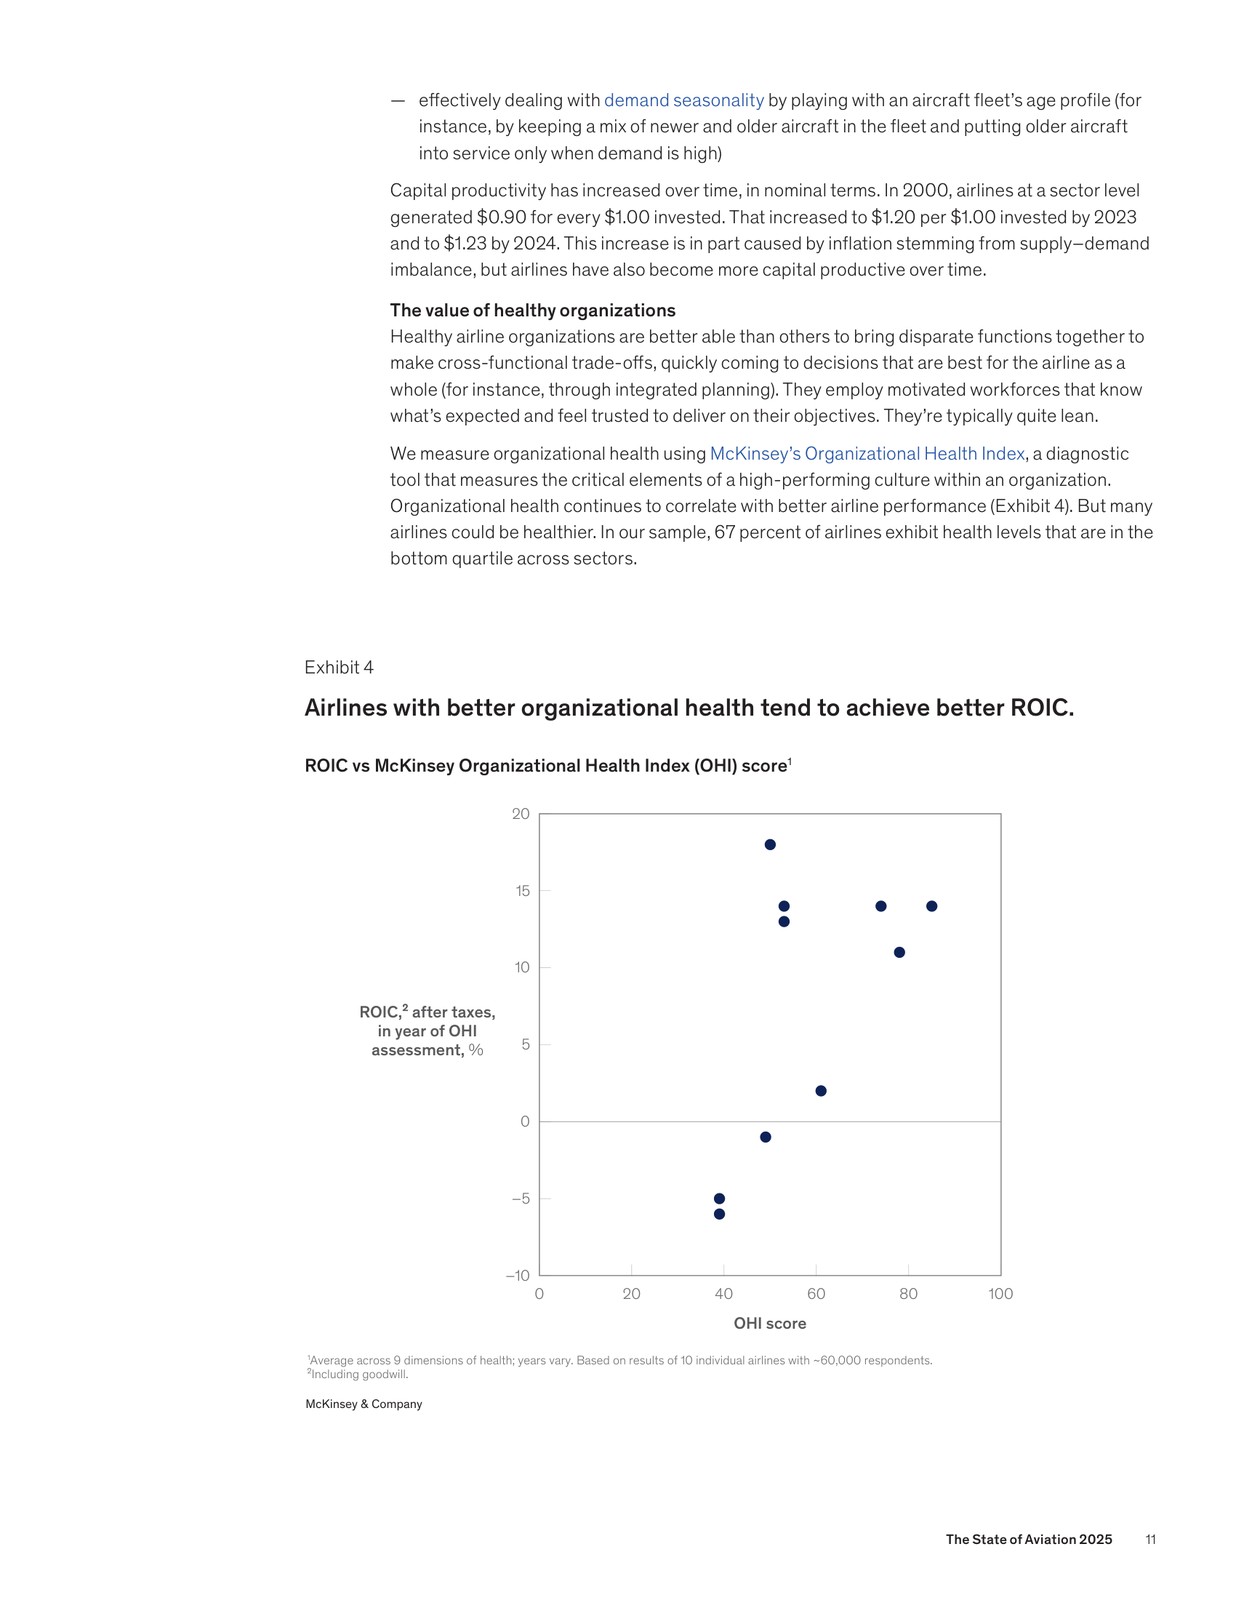 — effectively dealing with demand seasonality by playing with an aircraft fleet’s age profile (for
instance, by keeping a mix of newer and older aircraft in the fleet and putting older aircraft
into service only when demand is high)
Capital productivity has increased over time, in nominal terms. In 2000, airlines at a sector level
generated $0.90 for every $1.00 invested. That increased to $1.20 per $1.00 invested by 2023
and to $1.23 by 2024. This increase is in part caused by inflation stemming from supply–demand
imbalance, but airlines have also become more capital productive over time.
The value of healthy organizations
Healthy airline organizations are better able than others to bring disparate functions together to
make cross-functional trade-offs, quickly coming to decisions that are best for the airline as a
whole (for instance, through integrated planning). They employ motivated workforces that know
what’s expected and feel trusted to deliver on their objectives. They’re typically quite lean.
We measure organizational health using McKinsey’s Organizational Health Index, a diagnostic
tool that measures the critical elements of a high-performing culture within an organization.
Organizational health continues to correlate with better airline performance (Exhibit 4). But many
airlines could be healthier. In our sample, 67 percent of airlines exhibit health levels that are in the
bottom quartile across sectors.
Exhibit 4
Airlines with better organizational health tend to achieve better ROIC.
ROIC vs McKinsey Organizational Health Index (OHI) score¹
20
15
10
ROIC,² after taxes,
in year of OHI
assessment, %
5
0
–5
–10
0 20 40 60 80 100
OHI score
¹Average across 9 dimensions of health; years vary. Based on results of 10 individual airlines with ~60,000 respondents.
²Including goodwill.
McKinsey & Company
The State of Aviation 2025 11